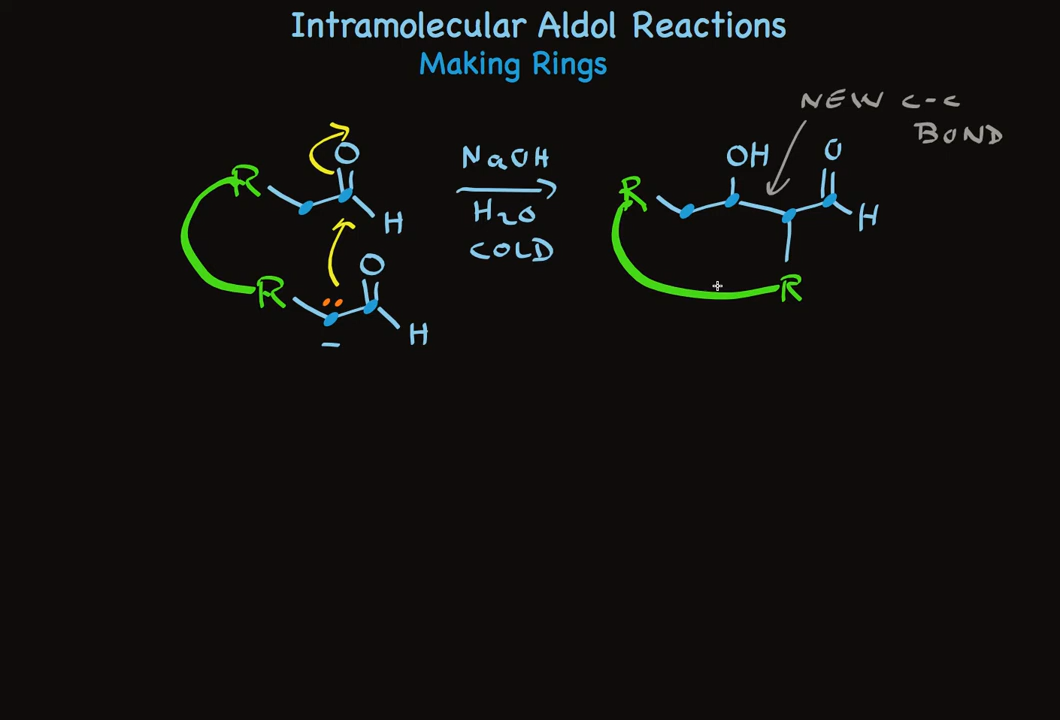 Intramolecular Aldol Reactions
Making Rings
NEW C-C
BOND
O
R
H
NaOH
H2O
COLD
O
R
H
–
OH
O
R
H
R